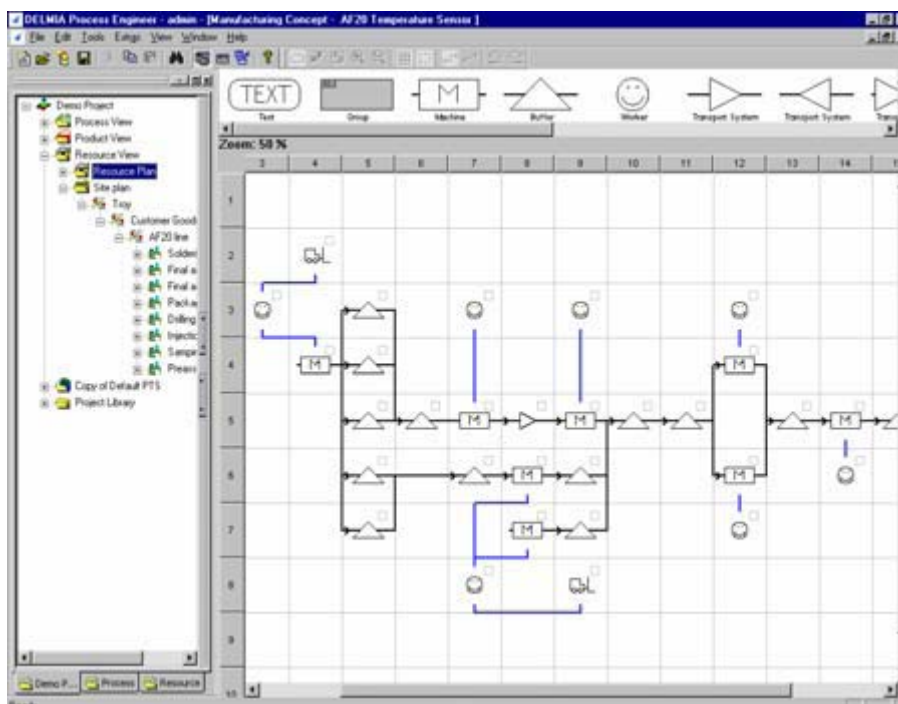 DELMIA Process Engineer - admin - [Manufacturing Concept - AF20 Temperature Sensor ]
File Edit Tools Extras View Window Help
Demo Project
Process View
Product View
Resource View
Resource Plan
Site plan
Troy
Customer Good
AF20 line
Solder
Final a
Final a
Packa
Drilling
Injectio
Sampl
Preass
Copy of Default PTS
Project Library
Demo P... Process Resource
TEXT M
Text Group Machine Buffer Worker Transport System Transport System Trans
Zoom: 50 %
3 4 5 6 7 8 9 10 11 12 13 14
1
2
3
M M
4
M M M
5
M M
6
M
7
8
9
10